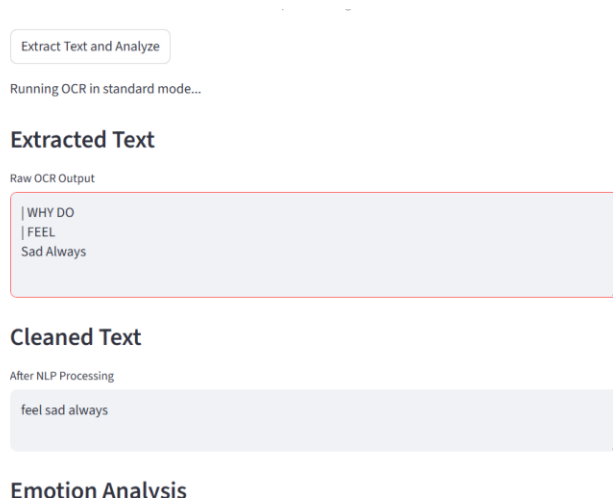 Extract Text and Analyze
Running OCR in standard mode...
Extracted Text
Raw OCR Output
| WHY DO
| FEEL
Sad Always
Cleaned Text
After NLP Processing
feel sad always
Emotion Analysis